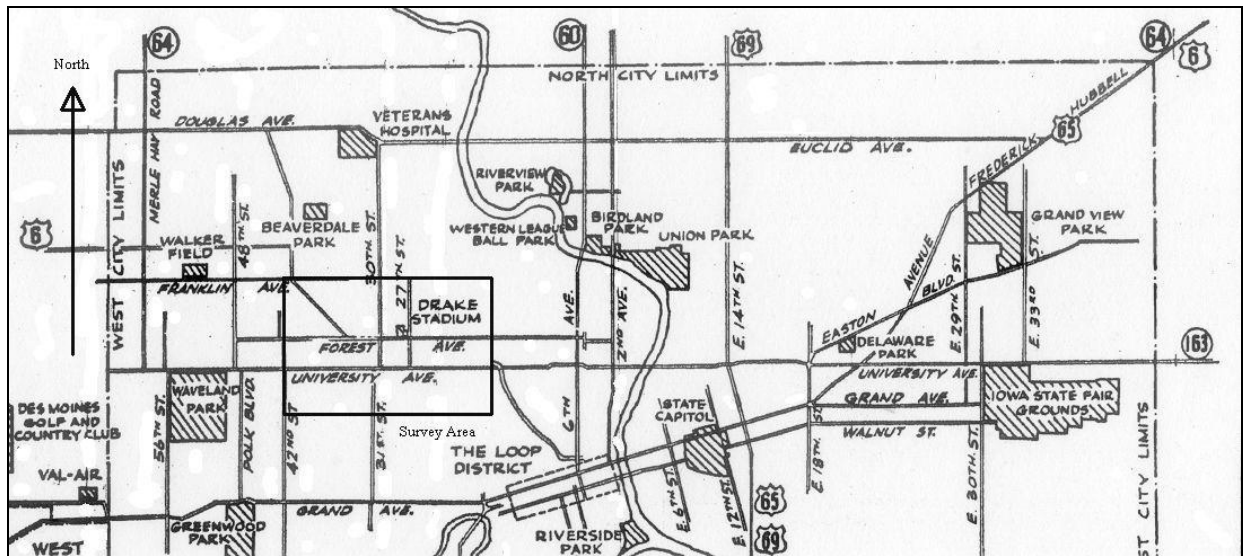 64
60
69
64
6
North
NORTH CITY LIMITS
HUBBELL
MERLE HAY ROAD
DOUGLAS AVE.
VETERANS
HOSPITAL
65
EUCLID AVE.
FREDERICK
WEST CITY LIMITS
RIVERVIEW
PARK
48TH ST.
BEAVERDALE
PARK
30TH ST.
27TH ST.
WESTERN LEAGUE
BALL PARK
BIRDLAND
PARK
UNION PARK
GRAND VIEW
PARK
6
WALKER
FIELD
FRANKLIN AVE.
DRAKE
STADIUM
6TH AVE.
2ND AVE.
E. 14TH ST.
AVENUE
EASTON BLVD.
E. 29TH ST.
E. 33RD ST.
FOREST AVE.
DELAWARE
PARK
163
UNIVERSITY AVE.
UNIVERSITY AVE.
WAVELAND
PARK
DES MOINES
GOLF AND
COUNTRY CLUB
56TH ST.
POLK BLVD.
42ND ST.
31ST ST.
Survey Area
STATE
CAPITOL
GRAND AVE.
IOWA STATE FAIR
GROUNDS
WALNUT ST.
E. 18TH ST.
THE LOOP
DISTRICT
VAL-AIR
GRAND AVE.
GREENWOOD
PARK
WEST
RIVERSIDE
PARK
E. 6TH ST.
E. 12TH ST.
65
69
E. 30TH ST.
ST CITY LIMITS